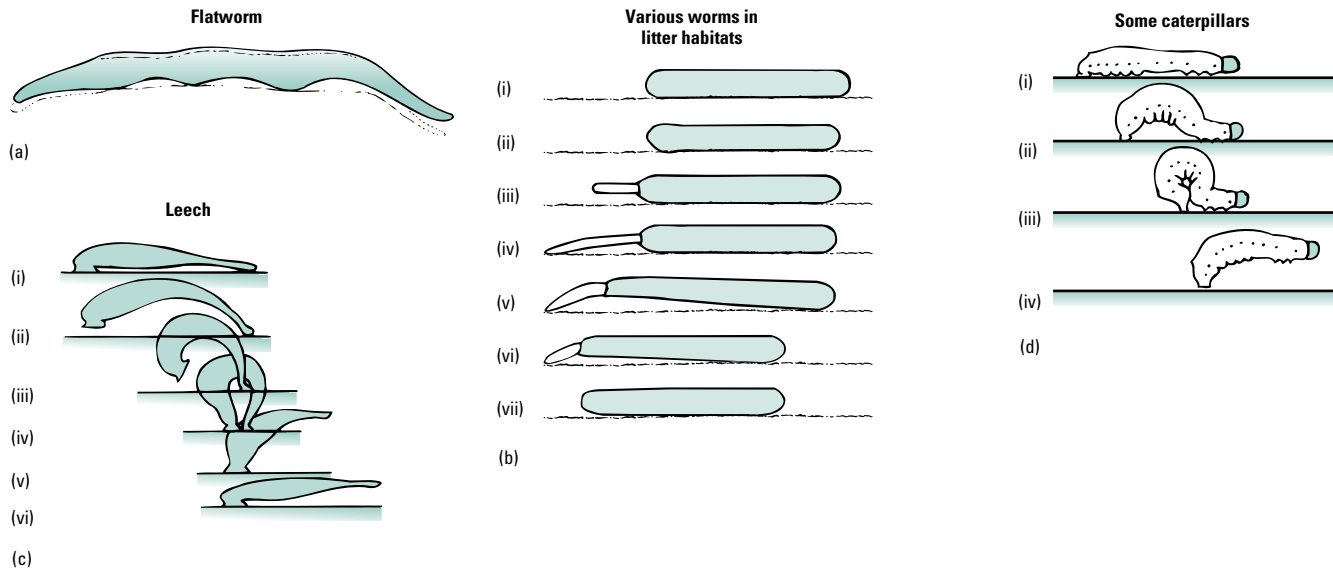 Flatworm
(a)
Leech
(i)
(ii)
(iii)
(iv)
(v)
(vi)
(c)
Various worms in
litter habitats
(i)
(ii)
(iii)
(iv)
(v)
(vi)
(vii)
(b)
Some caterpillars
(i)
(ii)
(iii)
(iv)
(d)